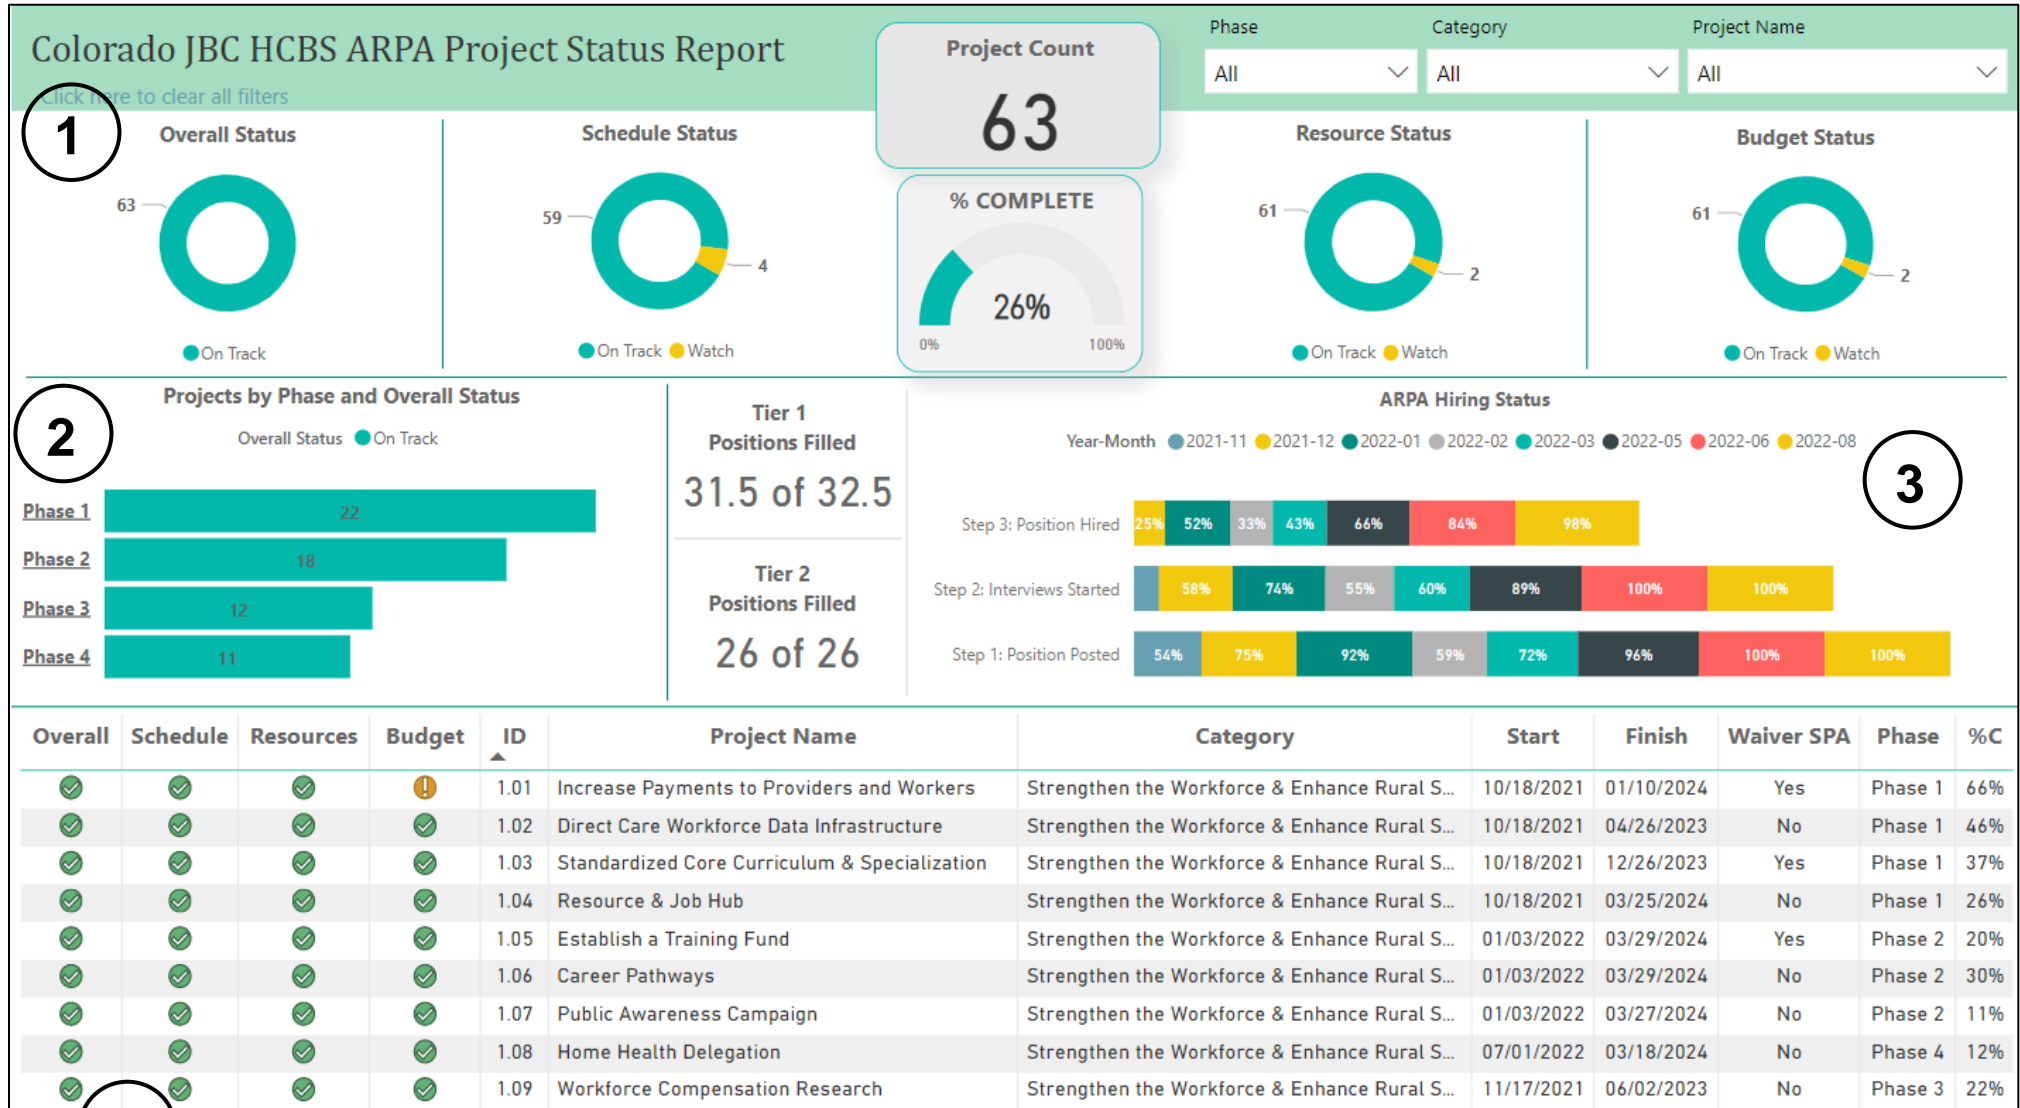 Colorado JBC HCBS ARPA Project Status Report
Click here to clear all filters
Project Count
63
Phase
All
Category
All
Project Name
All
1
Overall Status
63
On Track
Schedule Status
59
4
On Track Watch
% COMPLETE
26%
0% 100%
Resource Status
61
2
On Track Watch
Budget Status
61
2
On Track Watch
2
Projects by Phase and Overall Status
Overall Status On Track
Phase 1 22
Phase 2 18
Phase 3 12
Phase 4 11
Tier 1
Positions Filled
31.5 of 32.5
Tier 2
Positions Filled
26 of 26
ARPA Hiring Status
Year-Month 2021-11 2021-12 2022-01 2022-02 2022-03 2022-05 2022-06 2022-08
3
Step 3: Position Hired 25% 52% 33% 43% 66% 84% 98%
Step 2: Interviews Started 58% 74% 55% 60% 89% 100% 100%
Step 1: Position Posted 54% 75% 92% 59% 72% 96% 100% 100%
Overall Schedule Resources Budget ID Project Name Category Start Finish Waiver SPA Phase %C
1.01 Increase Payments to Providers and Workers Strengthen the Workforce & Enhance Rural S... 10/18/2021 01/10/2024 Yes Phase 1 66%
1.02 Direct Care Workforce Data Infrastructure Strengthen the Workforce & Enhance Rural S... 10/18/2021 04/26/2023 No Phase 1 46%
1.03 Standardized Core Curriculum & Specialization Strengthen the Workforce & Enhance Rural S... 10/18/2021 12/26/2023 Yes Phase 1 37%
1.04 Resource & Job Hub Strengthen the Workforce & Enhance Rural S... 10/18/2021 03/25/2024 No Phase 1 26%
1.05 Establish a Training Fund Strengthen the Workforce & Enhance Rural S... 01/03/2022 03/29/2024 Yes Phase 2 20%
1.06 Career Pathways Strengthen the Workforce & Enhance Rural S... 01/03/2022 03/29/2024 No Phase 2 30%
1.07 Public Awareness Campaign Strengthen the Workforce & Enhance Rural S... 01/03/2022 03/27/2024 No Phase 2 11%
1.08 Home Health Delegation Strengthen the Workforce & Enhance Rural S... 07/01/2022 03/18/2024 No Phase 4 12%
1.09 Workforce Compensation Research Strengthen the Workforce & Enhance Rural S... 11/17/2021 06/02/2023 No Phase 3 22%